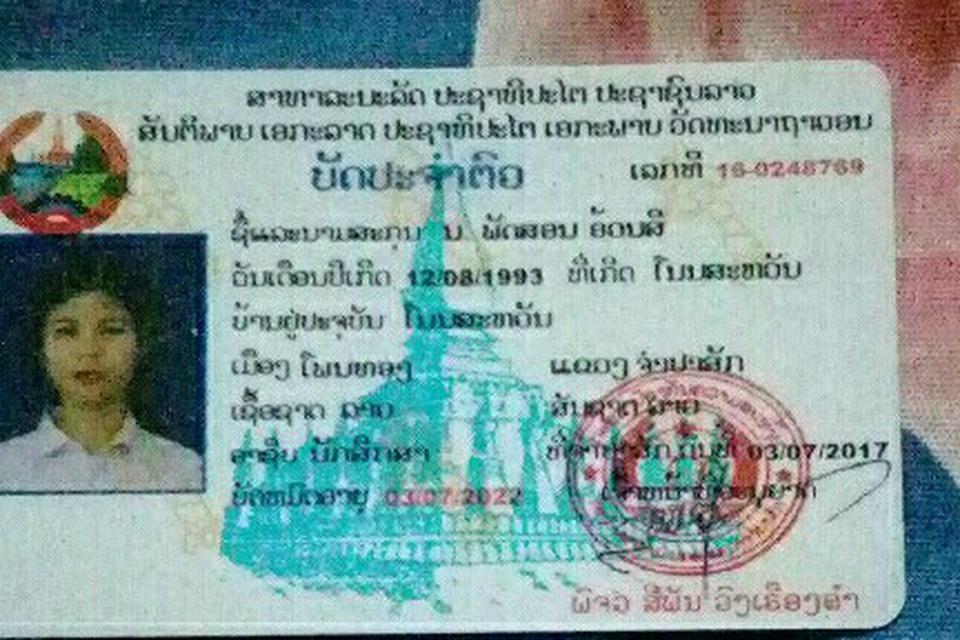 ສາທາລະນະລັດ ປະຊາທິປະໄຕ ປະຊາຊົນລາວ
ສັນຕິພາບ ເອກະລາດ ປະຊາທິປະໄຕ ເອກະພາບ ວັດທະນາຖາວອນ
ບັດປະຈຳຕົວ ເລກທີ 16-0248769
ຊື່ແລະນາມສະກຸນ ນ ພັດສອນ ອ້ດນສີ
ວັນເດືອນປີເກີດ 12/08/1993 ທີ່ເກີດ ໂນນສະຫວັນ
ບ້ານຢູ່ປະຈຸບັນ ໂນນສະຫວັນ
ເມືອງ ໂພນທອງ ແຂວງ ຈຳປາສັກ
ເຊື້ອຊາດ ລາວ ສັນຊາດ ລາວ
ອາຊີບ ນັກສຶກສາ ທີ່ຈຳປາສັກ ວັນທີ 03/07/2017
ບັດຫມົດອາຍຸ 03/07/2022
ພົຈວ ສີພັນ ວົງເຮືອງຄຳ